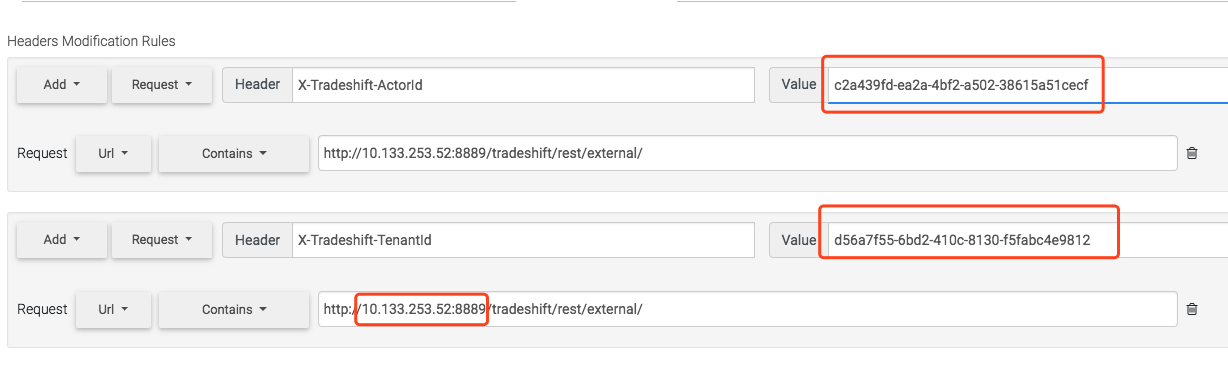 Headers Modification Rules
Add Request Header X-Tradeshift-ActorId Value c2a439fd-ea2a-4bf2-a502-38615a51cecf
Request Url Contains http://10.133.253.52:8889/tradeshift/rest/external/
Add Request Header X-Tradeshift-TenantId Value d56a7f55-6bd2-410c-8130-f5fabc4e9812
Request Url Contains http://10.133.253.52:8889/tradeshift/rest/external/